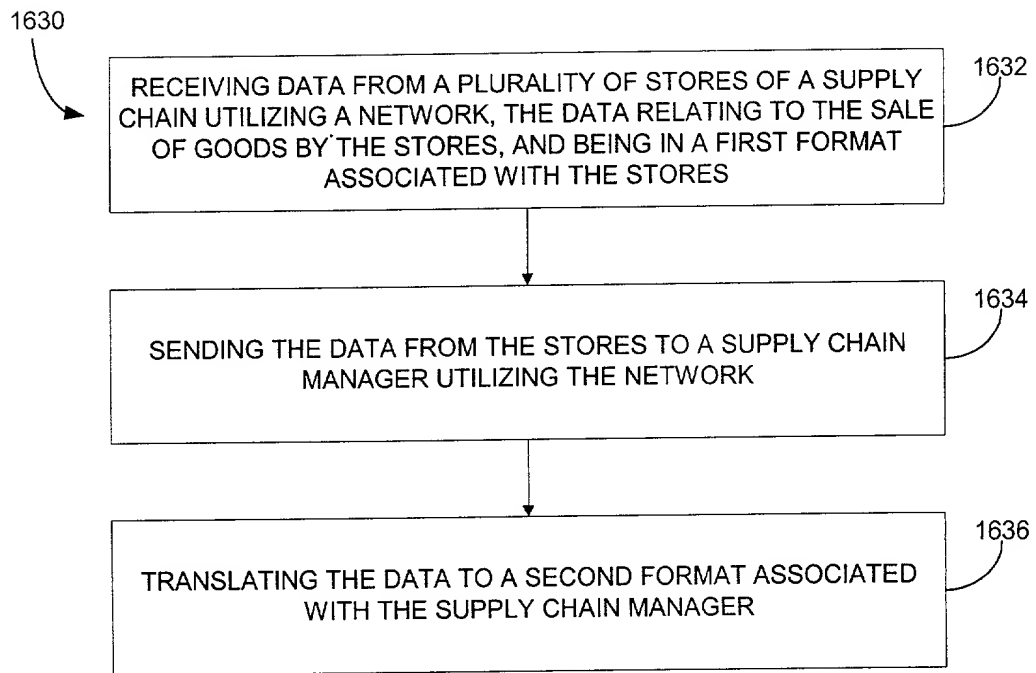 1630
1632
RECEIVING DATA FROM A PLURALITY OF STORES OF A SUPPLY
CHAIN UTILIZING A NETWORK, THE DATA RELATING TO THE SALE
OF GOODS BY THE STORES, AND BEING IN A FIRST FORMAT
ASSOCIATED WITH THE STORES
1634
SENDING THE DATA FROM THE STORES TO A SUPPLY CHAIN
MANAGER UTILIZING THE NETWORK
1636
TRANSLATING THE DATA TO A SECOND FORMAT ASSOCIATED
WITH THE SUPPLY CHAIN MANAGER